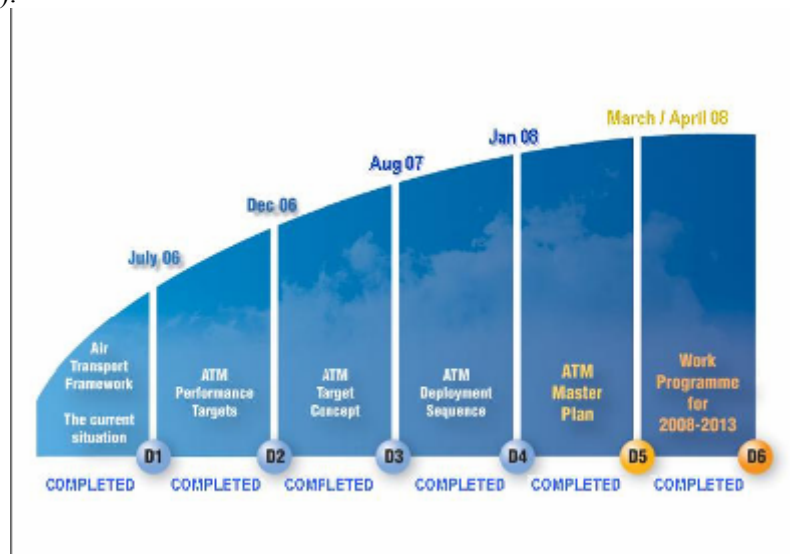 ).
March / April 08
Jan 08
Aug 07
Dec 06
July 06
Air
Transport
Framework
The current
situation
ATM
Performance
Targets
ATM
Target
Concept
ATM
Deployment
Sequence
ATM
Master
Plan
Work
Programme
for
2008-2013
D1
D2
D3
D4
D5
D6
COMPLETED
COMPLETED
COMPLETED
COMPLETED
COMPLETED
COMPLETED